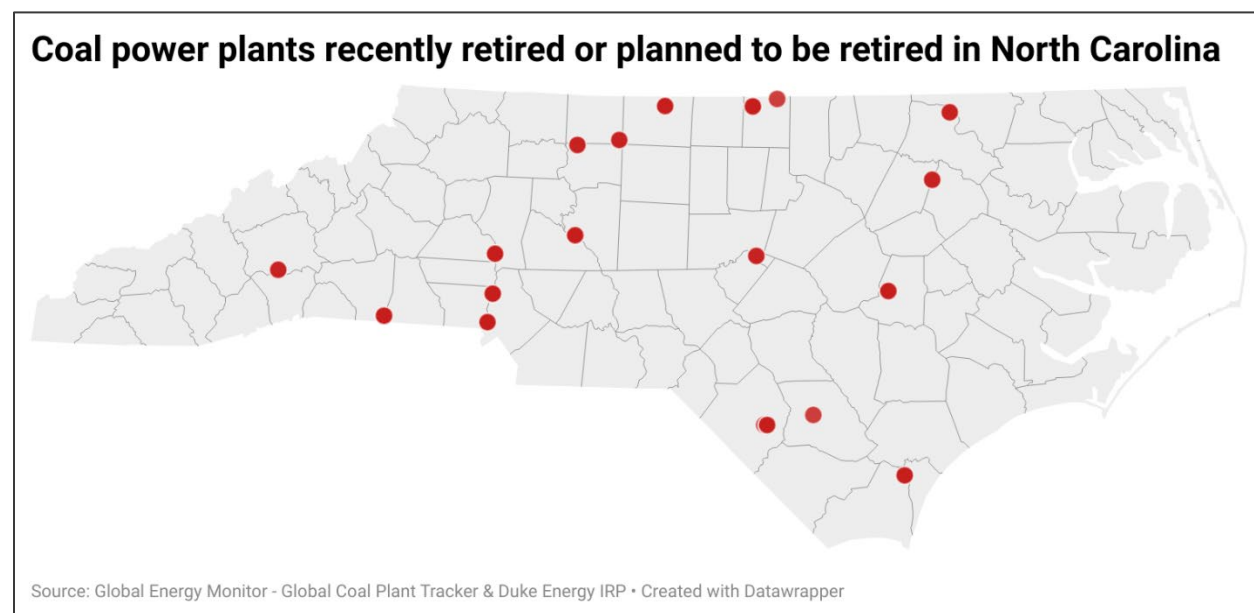 Coal power plants recently retired or planned to be retired in North Carolina
Source: Global Energy Monitor - Global Coal Plant Tracker & Duke Energy IRP • Created with Datawrapper